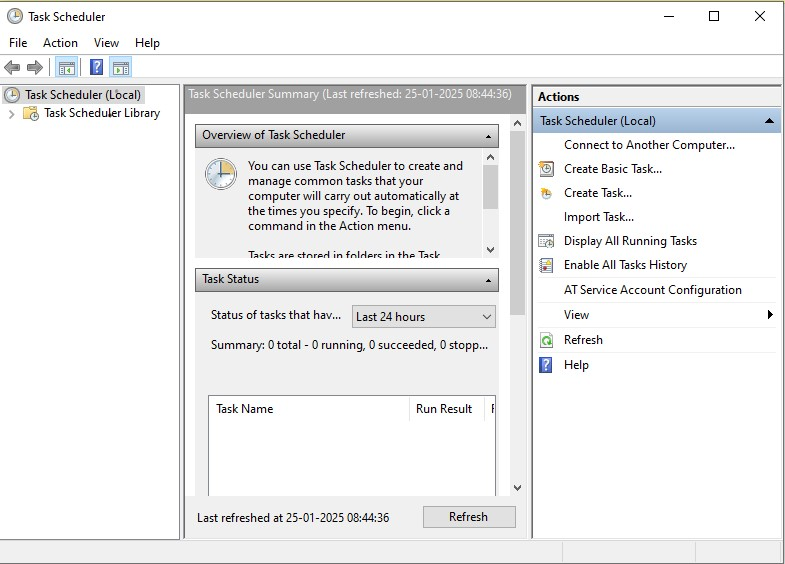 Task Scheduler
File Action View Help
Task Scheduler (Local)
Task Scheduler Library
Task Scheduler Summary (Last refreshed: 25-01-2025 08:44:36)
Overview of Task Scheduler
You can use Task Scheduler to create and
manage common tasks that your
computer will carry out automatically at
the times you specify. To begin, click a
command in the Action menu.
Tasks are stored in folders in the Task
Task Status
Status of tasks that hav... Last 24 hours
Summary: 0 total - 0 running, 0 succeeded, 0 stopp...
Task Name Run Result
Last refreshed at 25-01-2025 08:44:36 Refresh
Actions
Task Scheduler (Local)
Connect to Another Computer...
Create Basic Task...
Create Task...
Import Task...
Display All Running Tasks
Enable All Tasks History
AT Service Account Configuration
View
Refresh
Help